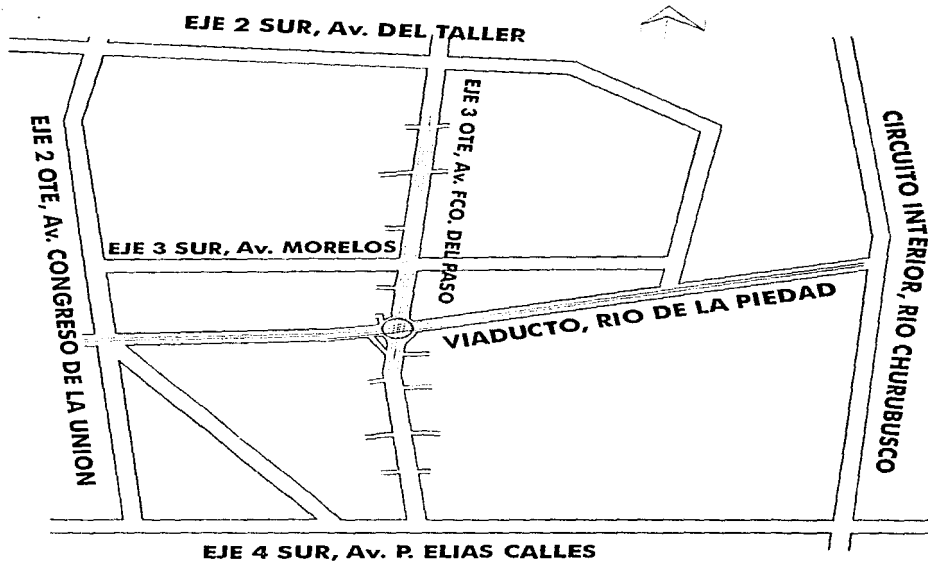 EJE 2 SUR, Av. DEL TALLER
EJE 3 OTE, Av. FCO. DEL PASO
CIRCUITO INTERIOR, RIO CHURUBUSCO
EJE 2 OTE, Av. CONGRESO DE LA UNION
EJE 3 SUR, Av. MORELOS
VIADUCTO, RIO DE LA PIEDAD
EJE 4 SUR, Av. P. ELIAS CALLES